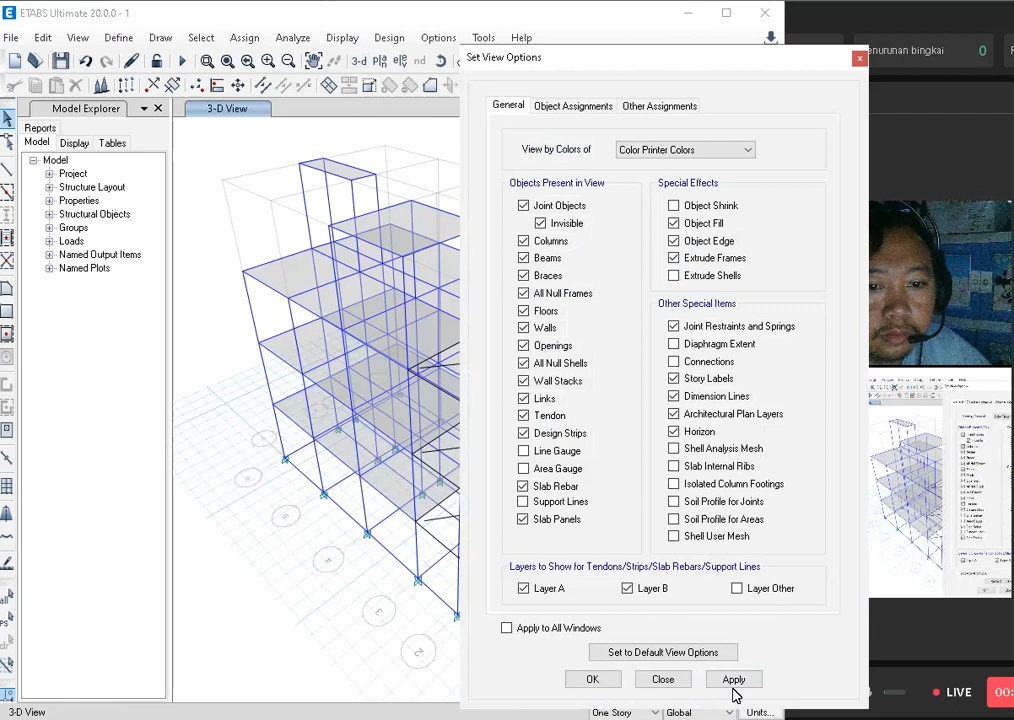 ETABS Ultimate 20.0.0 - 1
File Edit View Define Draw Select Assign Analyze Display Design Options Tools Help
3-d nd
Model Explorer
Reports
Model Display Tables
Model
Project
Structure Layout
Properties
Structural Objects
Groups
Loads
Named Output Items
Named Plots
3-D View
4
3
2
Set View Options
General Object Assignments Other Assignments
View by Colors of Color Printer Colors
Objects Present in View
Joint Objects
Invisible
Columns
Beams
Braces
All Null Frames
Floors
Walls
Openings
All Null Shells
Wall Stacks
Links
Tendon
Design Strips
Line Gauge
Area Gauge
Slab Rebar
Support Lines
Slab Panels
Special Effects
Object Shrink
Object Fill
Object Edge
Extrude Frames
Extrude Shells
Other Special Items
Joint Restraints and Springs
Diaphragm Extent
Connections
Story Labels
Dimension Lines
Architectural Plan Layers
Horizon
Shell Analysis Mesh
Slab Internal Ribs
Isolated Column Footings
Soil Profile for Joints
Soil Profile for Areas
Shell User Mesh
Layers to Show for Tendons/Strips/Slab Rebars/Support Lines
Layer A Layer B Layer Other
Apply to All Windows
Set to Default View Options
OK Close Apply
3-D View One Story Global Units...
enurunan bingkai 0
LIVE 00: